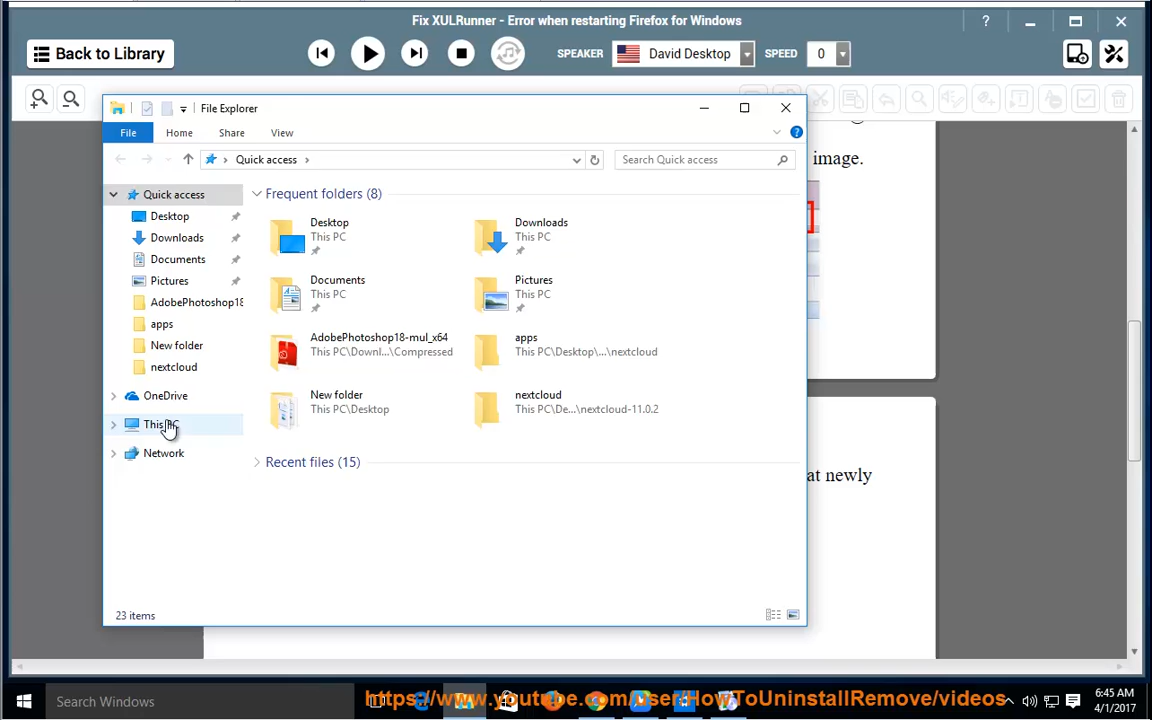 Fix XULRunner - Error when restarting Firefox for Windows
?
Back to Library
SPEAKER
David Desktop
SPEED
0
File Explorer
image.
File
Home
Share
View
Quick access
Search Quick access
Quick access
Desktop
Downloads
Documents
Pictures
AdobePhotoshop18
apps
New folder
nextcloud
OneDrive
This PC
Network
Frequent folders (8)
Desktop
This PC
Downloads
This PC
Documents
This PC
Pictures
This PC
AdobePhotoshop18-mul_x64
This PC\Downl...\Compressed
apps
This PC\Desktop\...\nextcloud
New folder
This PC\Desktop
nextcloud
This PC\De...\nextcloud-11.0.2
Recent files (15)
at newly
23 items
Search Windows
https://www.youtube.com/user/HowToUninstallRemove/videos
6:45 AM
4/1/2017